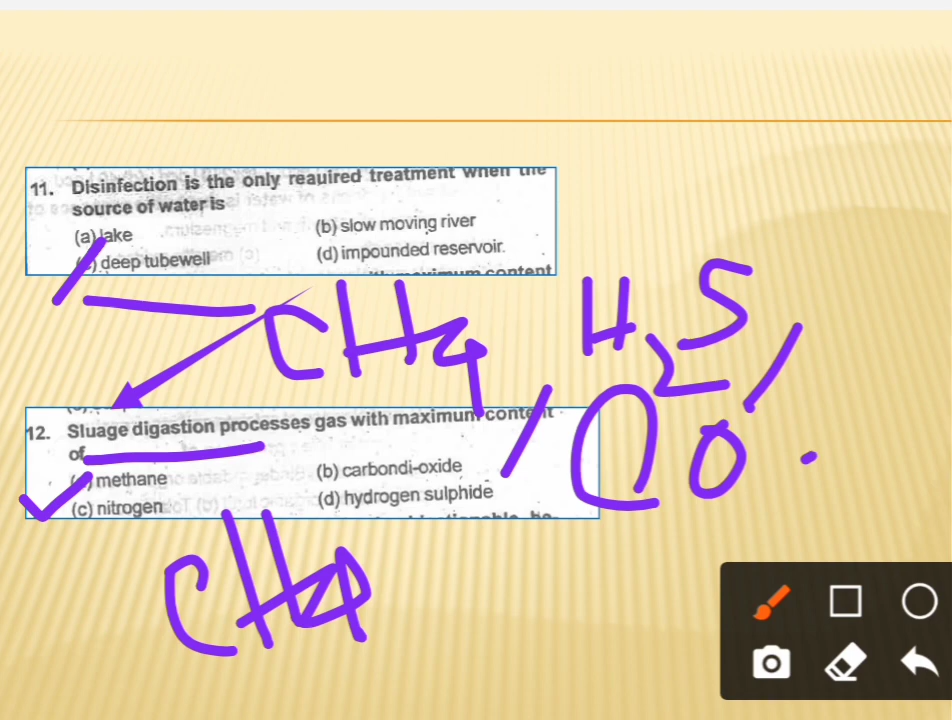 11. Disinfection is the only reauired treatment when the
source of water is
(a) lake
(b) slow moving river
deep tubewell
(d) impounded reservoir.
maximum content
CH4 H2S,
12. Sluage digastion processes gas with maximum content
of
methane
(b) carbondi-oxide
(c) nitrogen
(d) hydrogen sulphide
CH4